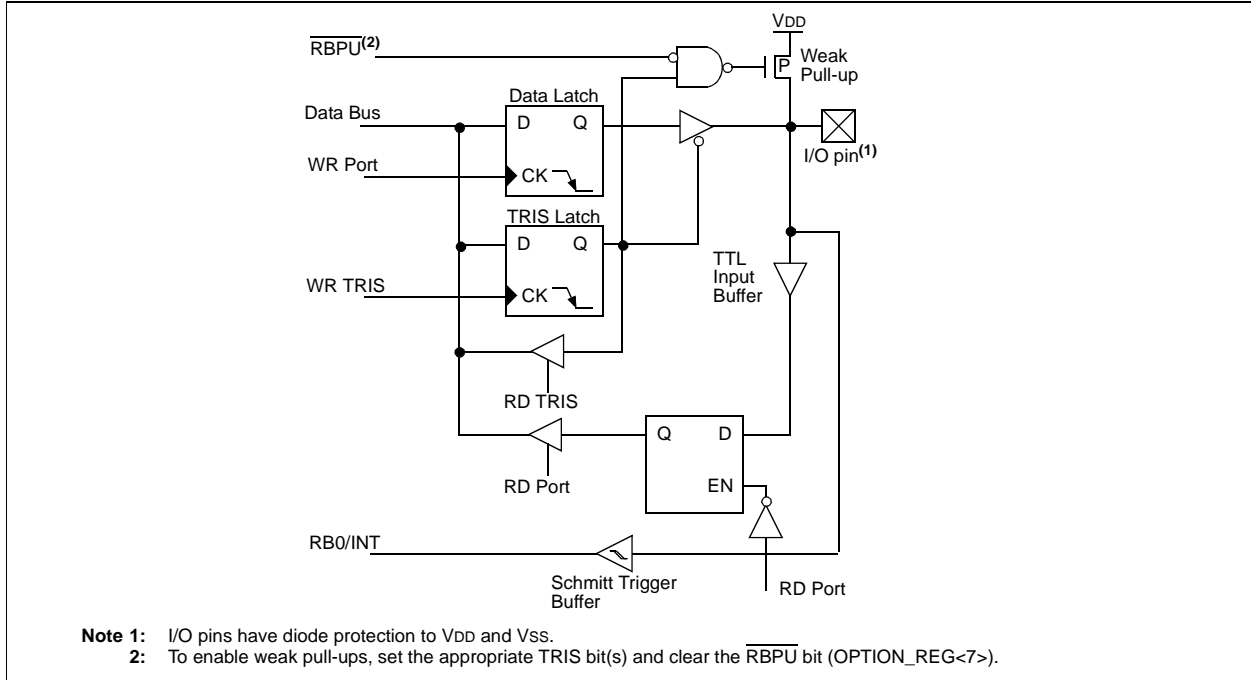 VDD
RBPU(2)
P
Weak
Pull-up
Data Latch
Data Bus
D Q
I/O pin(1)
WR Port
CK
TRIS Latch
D Q
TTL
Input
Buffer
WR TRIS
CK
RD TRIS
Q D
RD Port
EN
RB0/INT
Schmitt Trigger
Buffer
RD Port
Note 1: I/O pins have diode protection to VDD and VSS.
2: To enable weak pull-ups, set the appropriate TRIS bit(s) and clear the RBPU bit (OPTION_REG<7>).